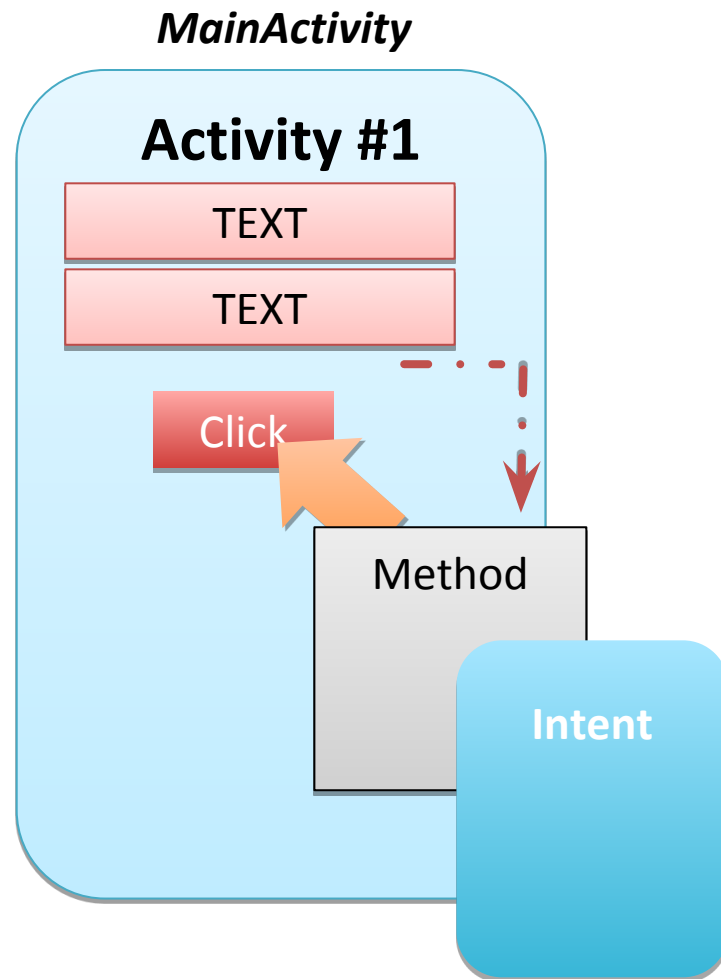 MainActivity
Activity #1
TEXT
TEXT
Click
Method
Intent